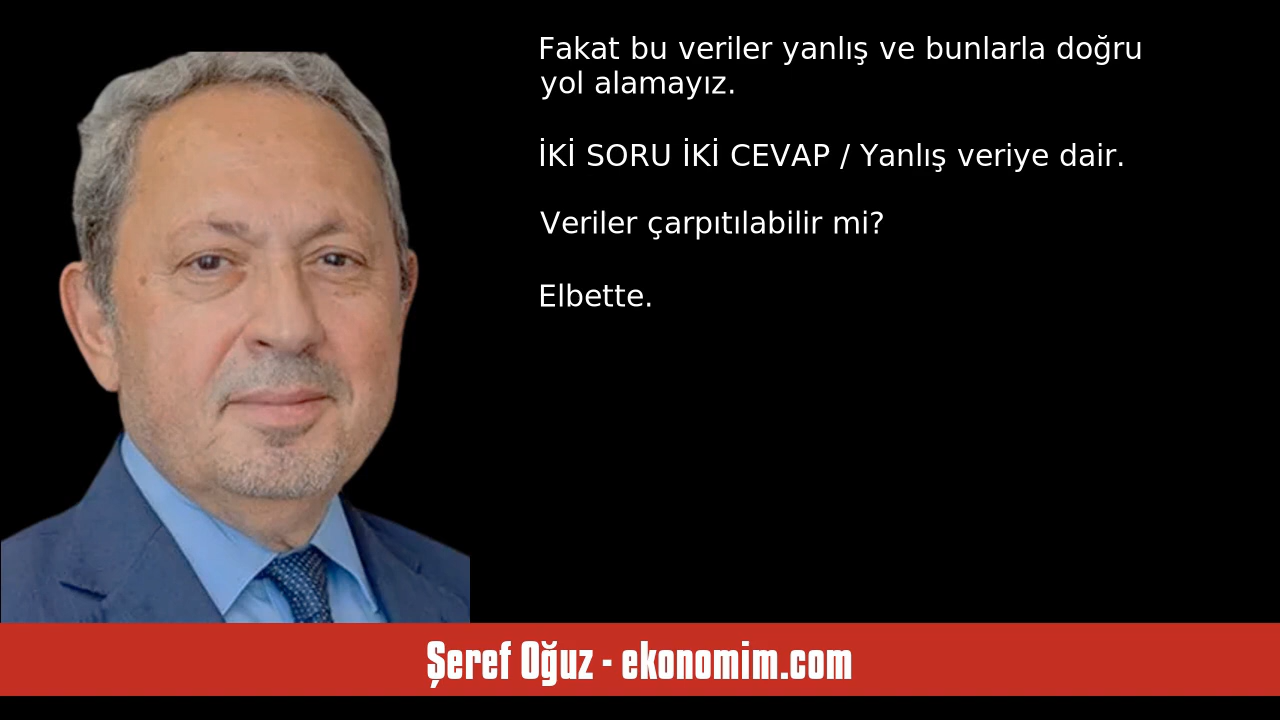 Fakat bu veriler yanlış ve bunlarla doğru
yol alamayız.
İKİ SORU İKİ CEVAP / Yanlış veriye dair.
Veriler çarpıtılabilir mi?
Elbette.
Şeref Oğuz - ekonomim.com